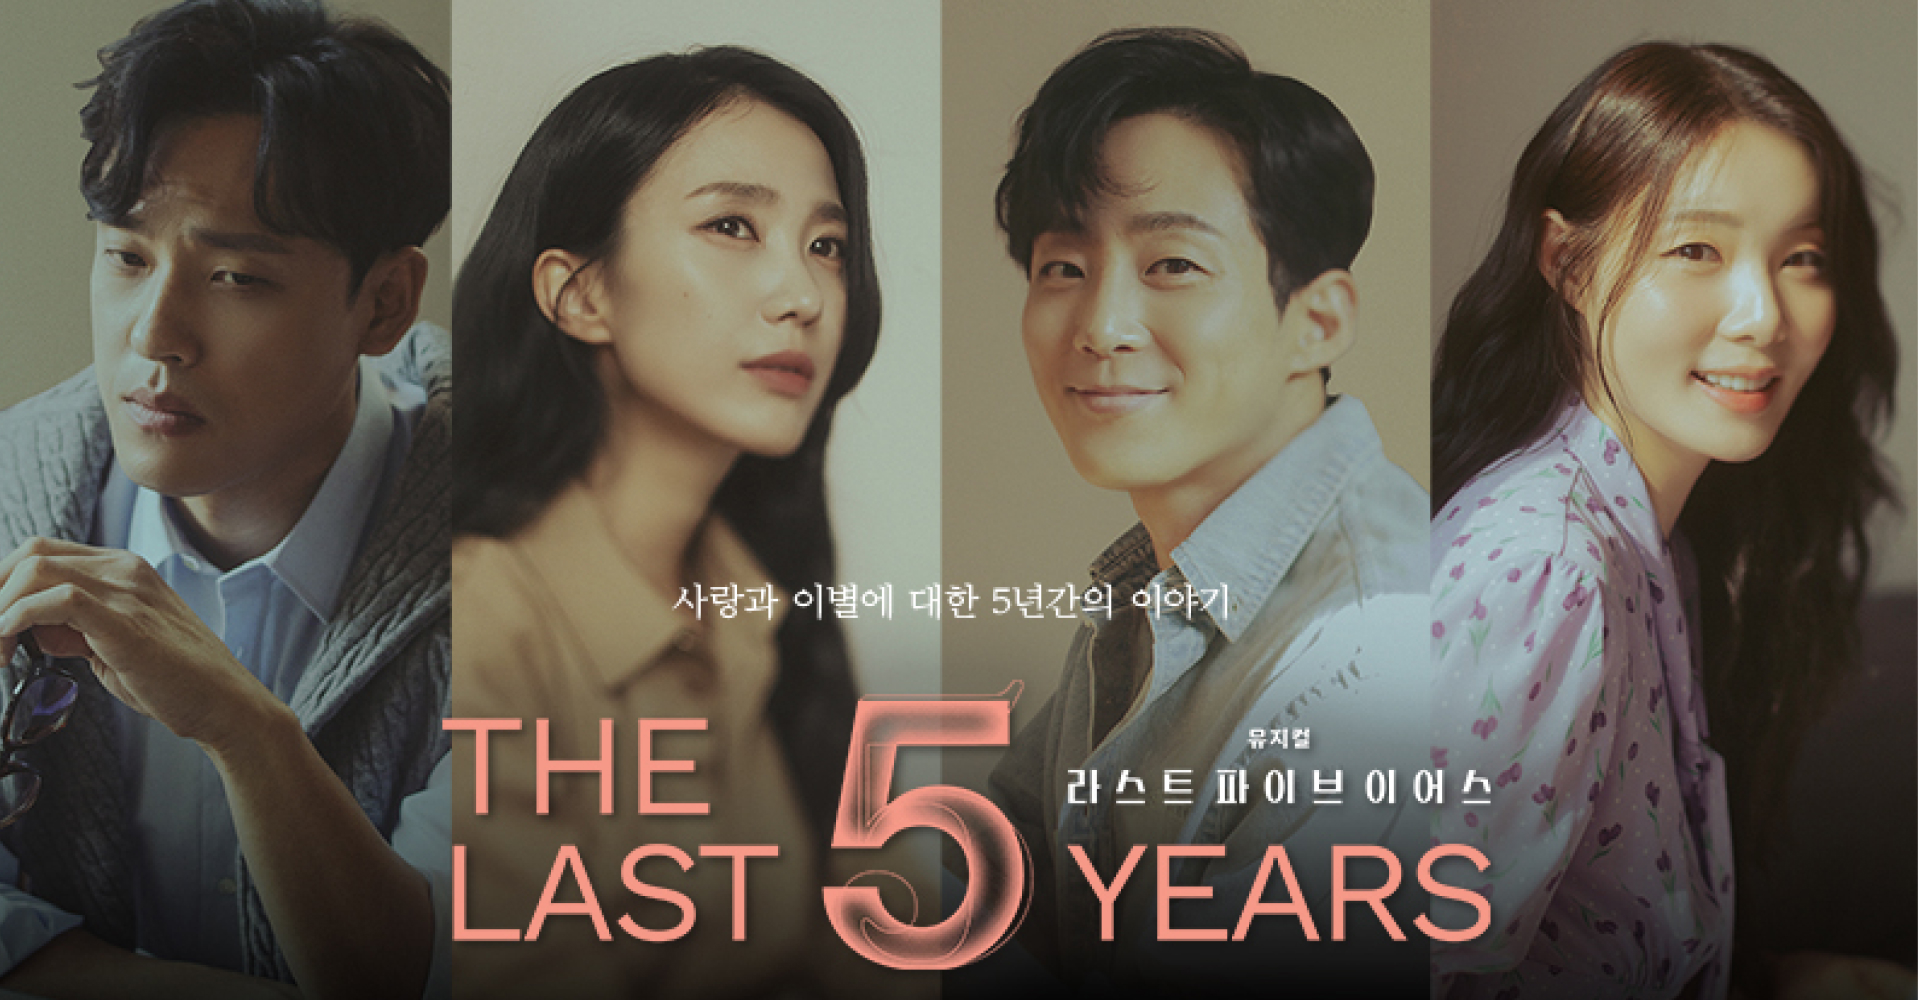 사랑과 이별에 대한 5년간의 이야기
THE
LAST
5
뮤지컬
라스트 파이브 이어스
YEARS